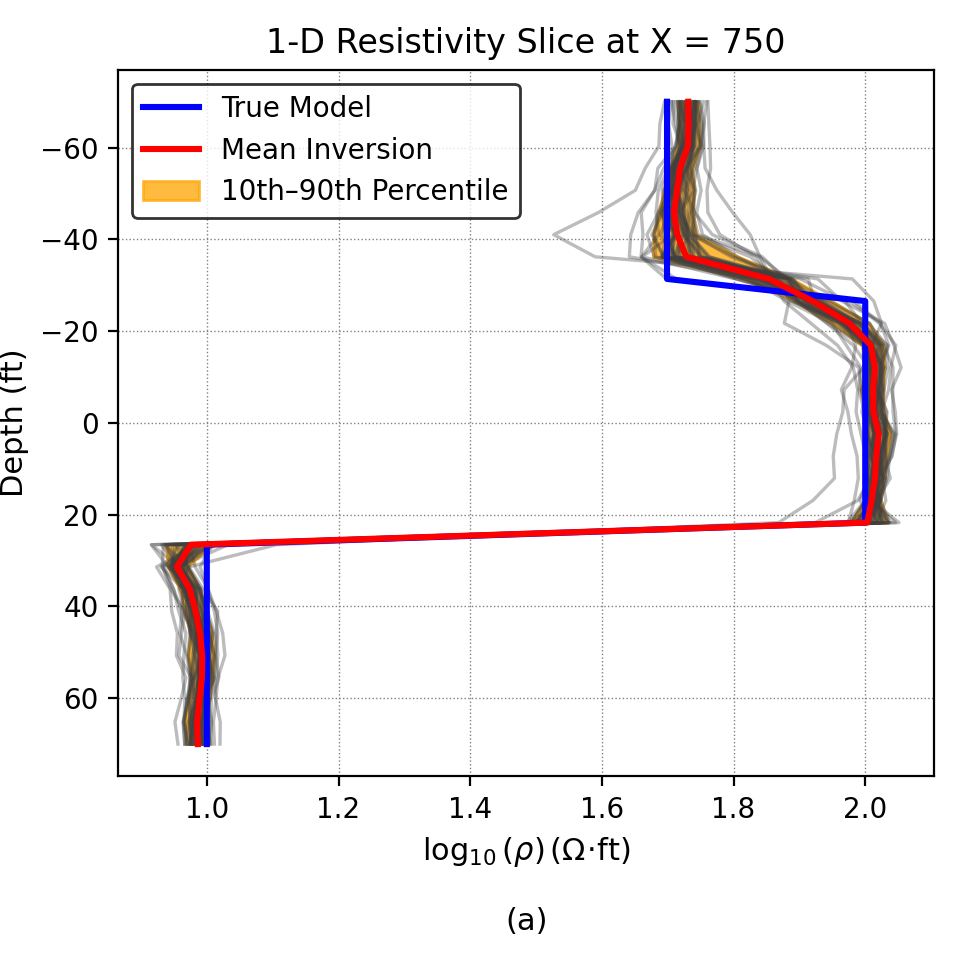 1-D Resistivity Slice at X = 750
True Model
Mean Inversion
10th–90th Percentile
−60
−40
−20
0
20
40
60
Depth (ft)
1.0 1.2 1.4 1.6 1.8 2.0
log₁₀ (ρ) (Ω·ft)
(a)